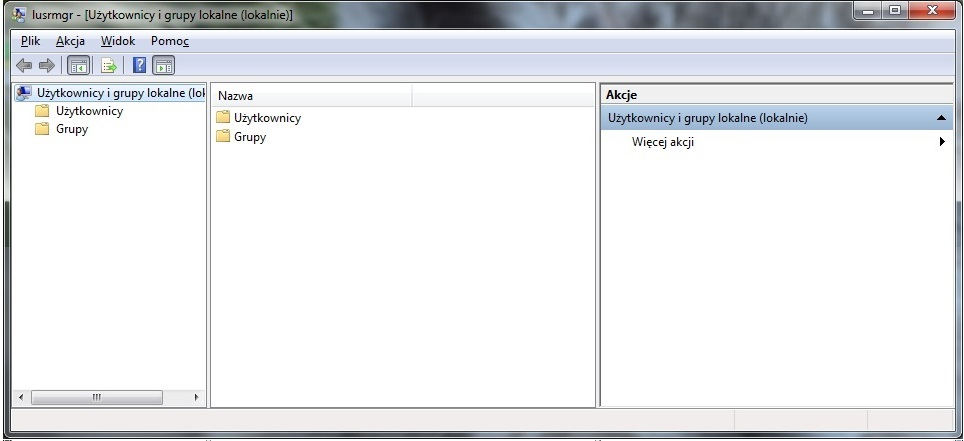 lusrmgr - [Użytkownicy i grupy lokalne (lokalnie)]
Plik Akcja Widok Pomoc
Użytkownicy i grupy lokalne (lok
Użytkownicy
Grupy
Nazwa
Użytkownicy
Grupy
Akcje
Użytkownicy i grupy lokalne (lokalnie)
Więcej akcji